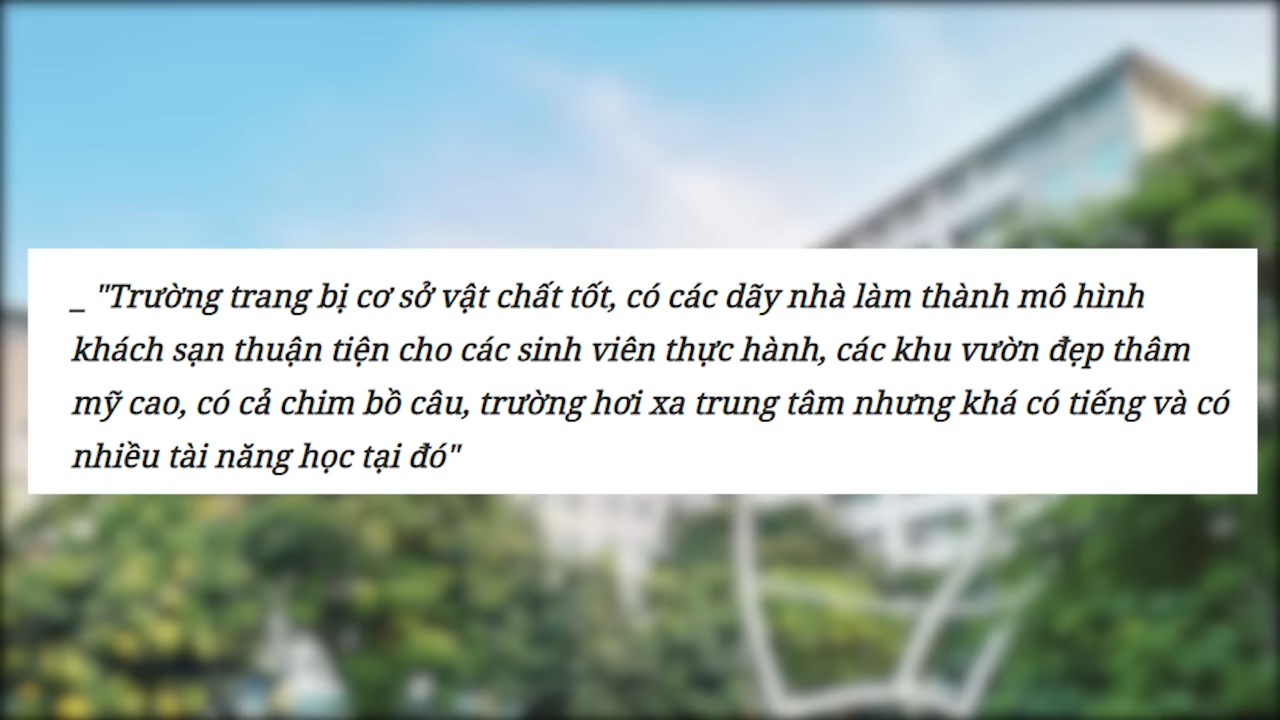 _ "Trường trang bị cơ sở vật chất tốt, có các dãy nhà làm thành mô hình
khách sạn thuận tiện cho các sinh viên thực hành, các khu vườn đẹp thâm
mỹ cao, có cả chim bồ câu, trường hơi xa trung tâm nhưng khá có tiếng và có
nhiều tài năng học tại đó"